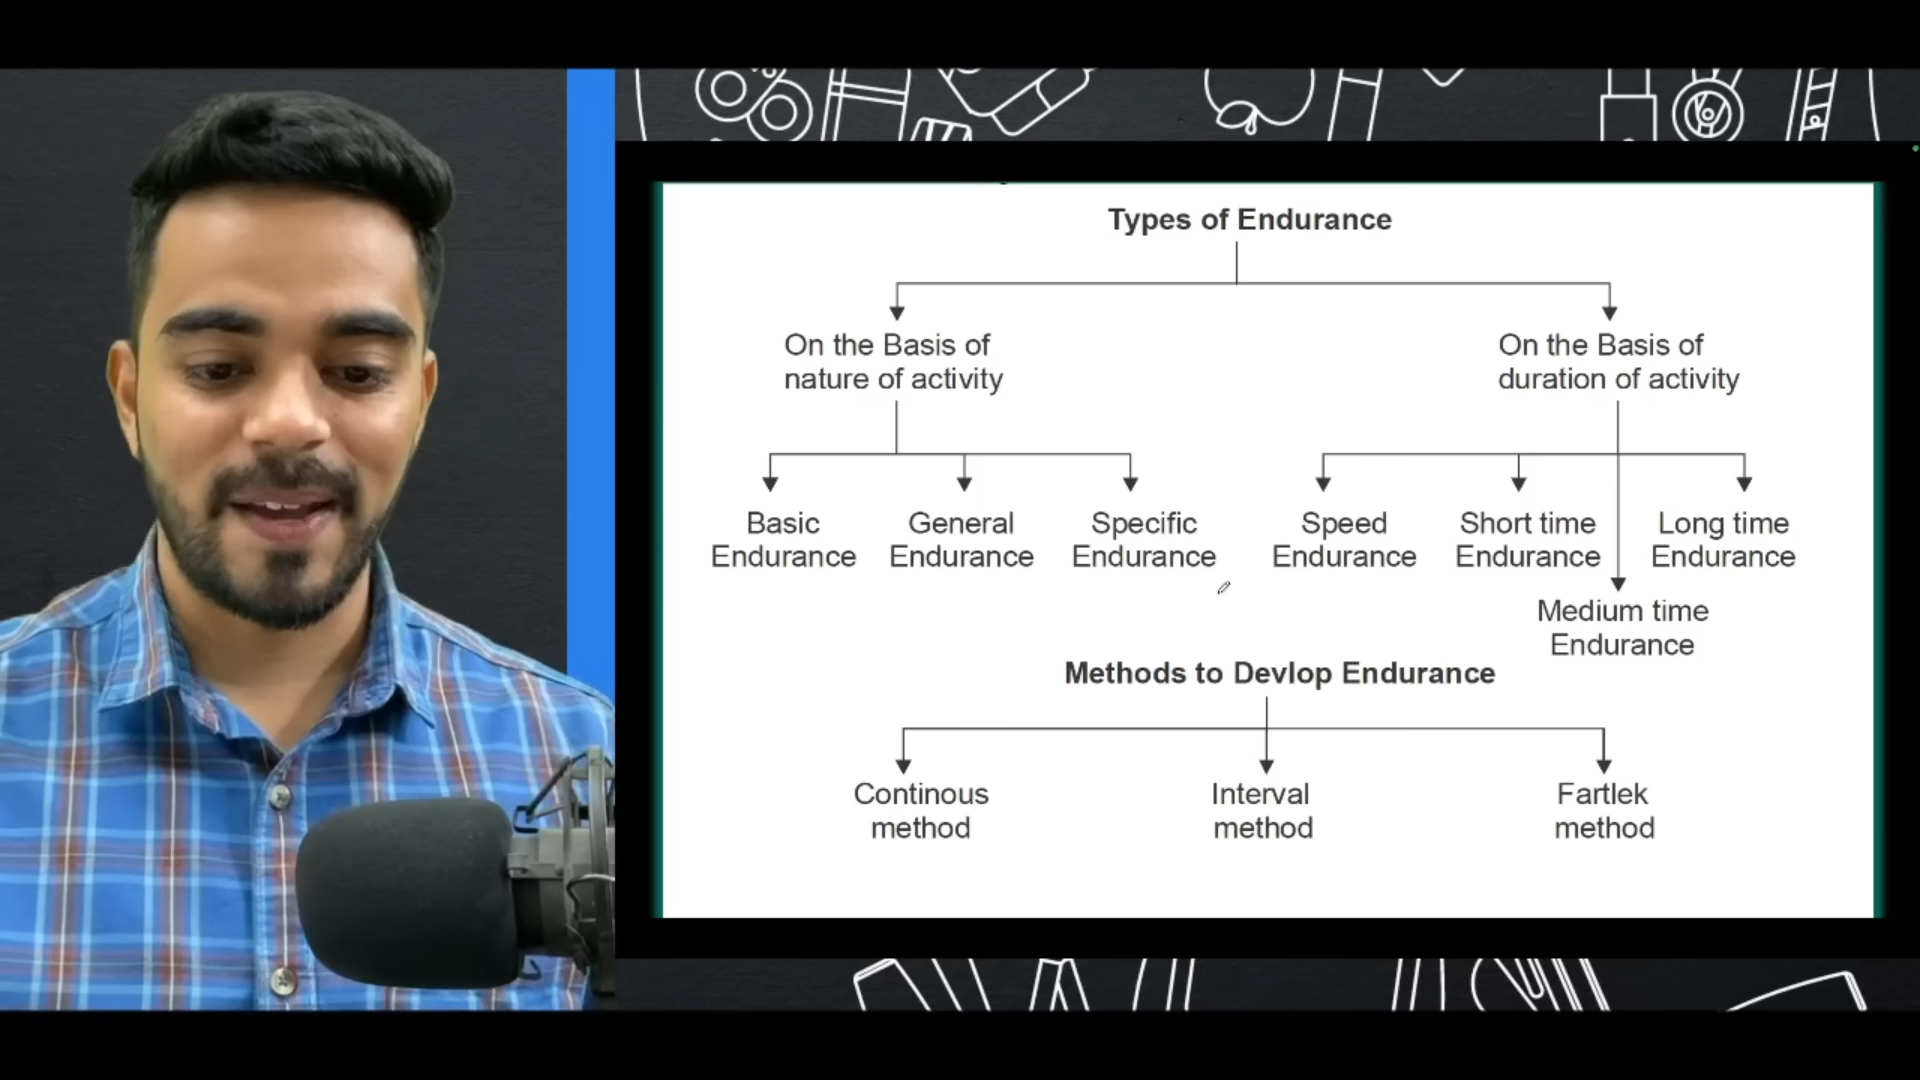 Types of Endurance
On the Basis of
nature of activity
On the Basis of
duration of activity
Basic
Endurance
General
Endurance
Specific
Endurance
Speed
Endurance
Short time
Endurance
Long time
Endurance
Medium time
Endurance
Methods to Devlop Endurance
Continous
method
Interval
method
Fartlek
method